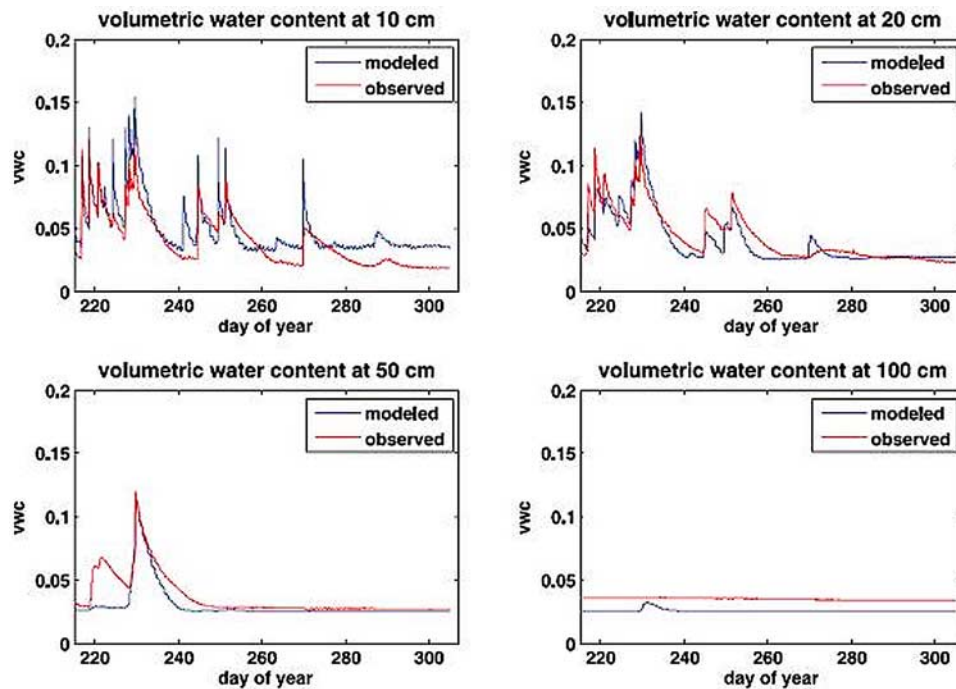 volumetric water content at 10 cm
0.2
0.15
0.1
0.05
0
vwc
modeled
observed
220 240 260 280 300
day of year
volumetric water content at 20 cm
0.2
0.15
0.1
0.05
0
vwc
modeled
observed
220 240 260 280 300
day of year
volumetric water content at 50 cm
0.2
0.15
0.1
0.05
0
vwc
modeled
observed
220 240 260 280 300
day of year
volumetric water content at 100 cm
0.2
0.15
0.1
0.05
0
vwc
modeled
observed
220 240 260 280 300
day of year